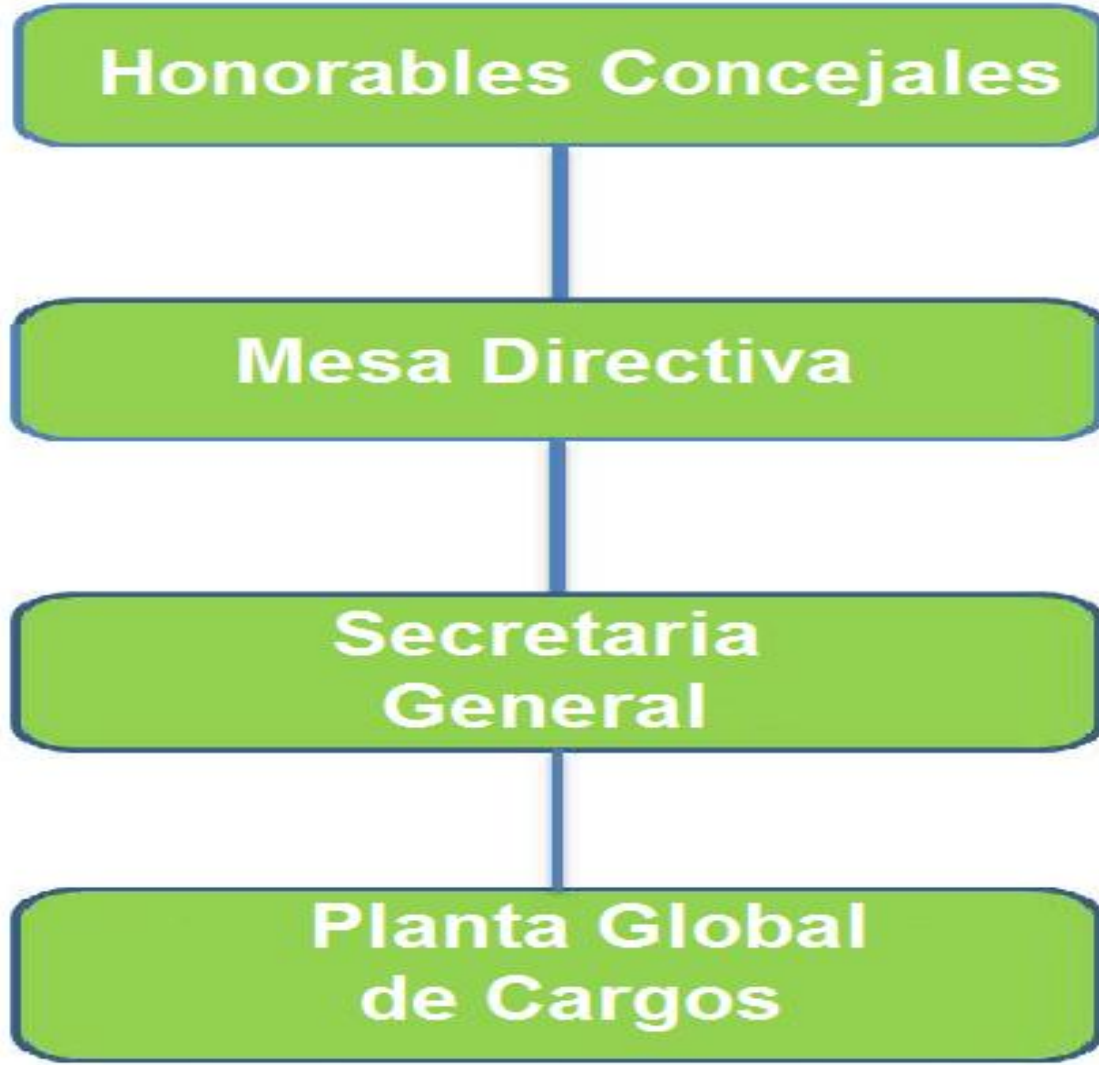 Honorables Concejales
Mesa Directiva
Secretaria
General
Planta Global
de Cargos